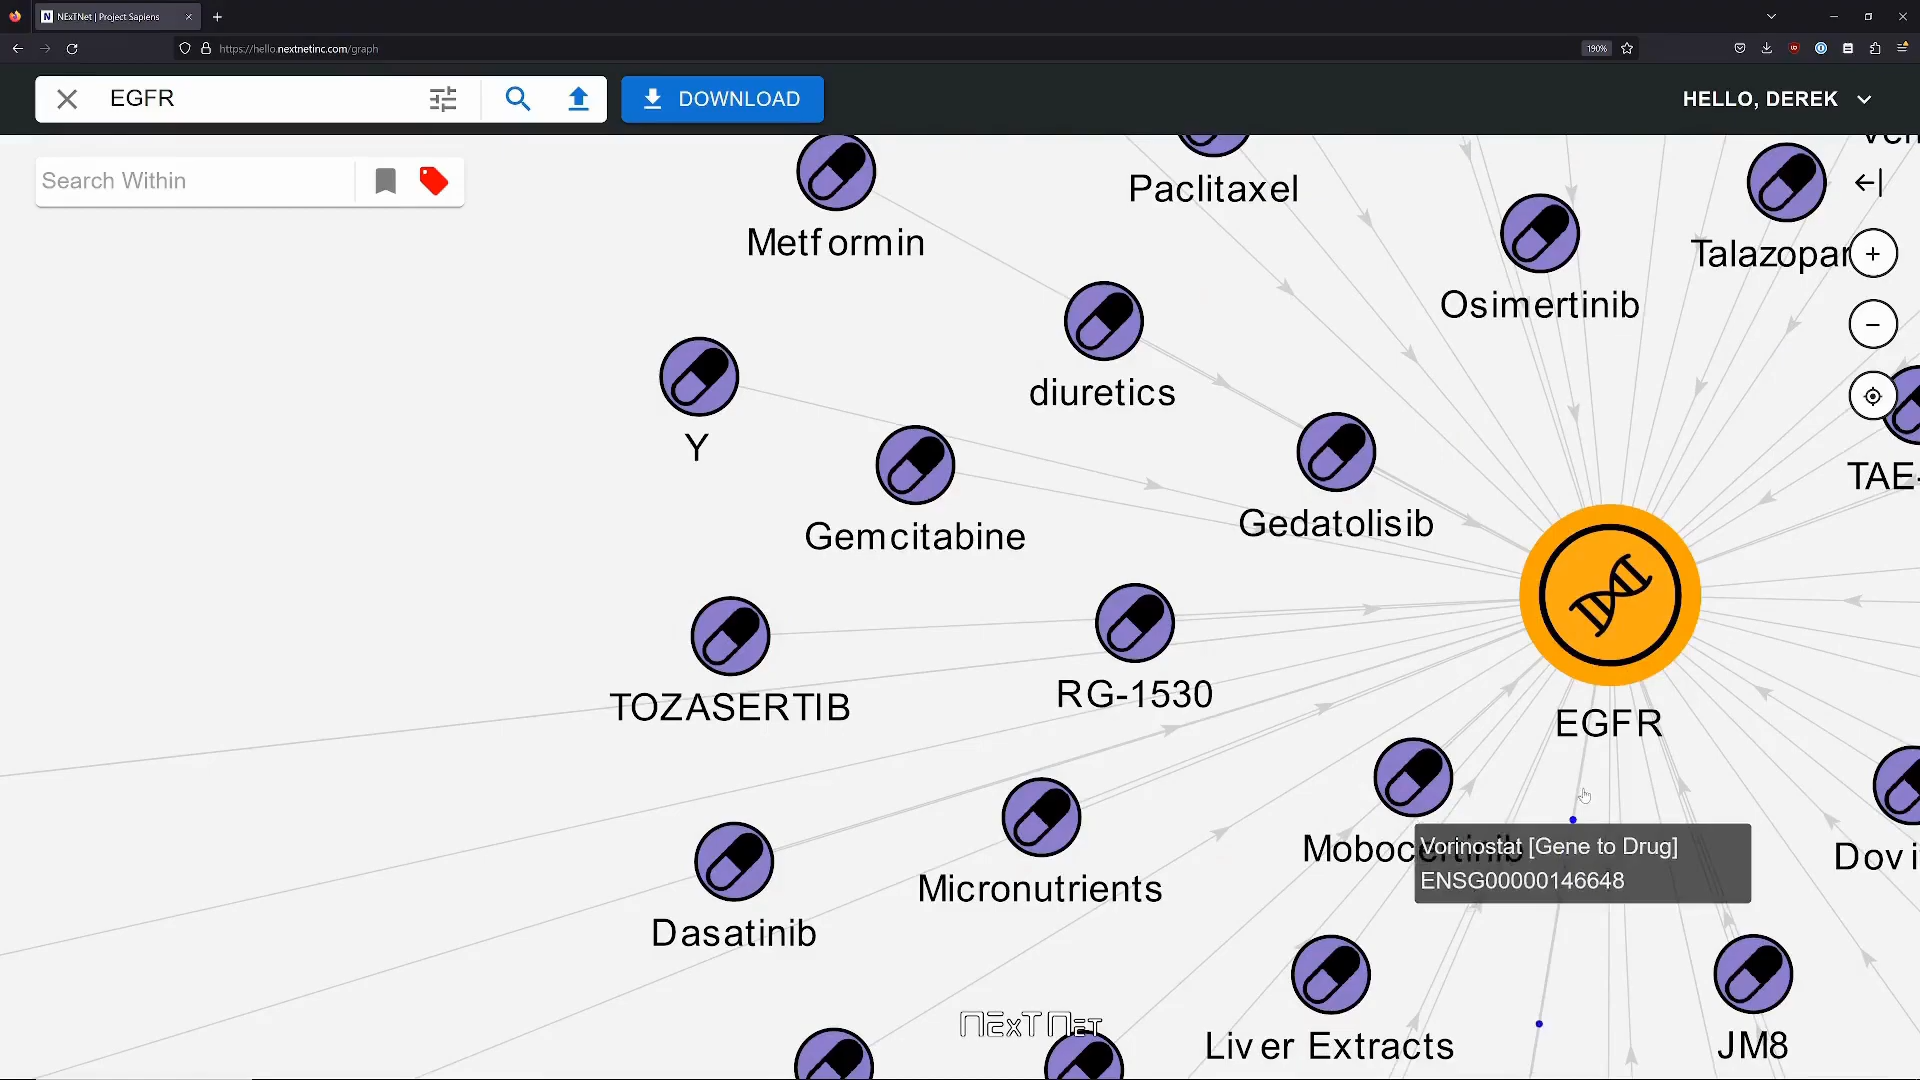 NExTNet | Project Sapiens
https://hello.nextnetinc.com/graph
190%
EGFR
DOWNLOAD
HELLO, DEREK
Search Within
Metformin
Paclitaxel
Osimertinib
Talazopar
diuretics
Y
Gemcitabine
Gedatolisib
TAE-
TOZASERTIB
RG-1530
EGFR
Vorinostat [Gene to Drug]
ENSG00000146648
Dovi
Micronutrients
Dasatinib
NExTNet
Liver Extracts
JM8